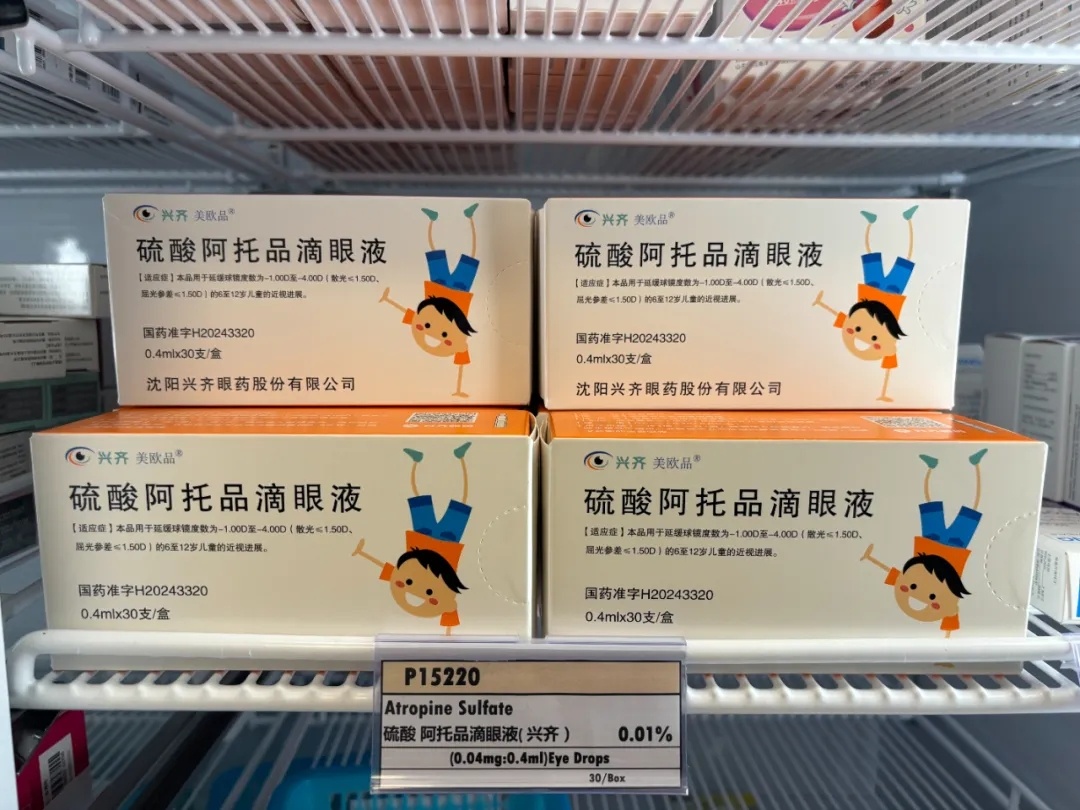 兴齐 美欧品®
硫酸阿托品滴眼液
【适应症】本品用于延缓球镜度数为-1.00D至-4.00D（散光≤1.50D、
屈光参差≤1.50D）的6至12岁儿童的近视进展。
国药准字H20243320
0.4mlx30支/盒
沈阳兴齐眼药股份有限公司
兴齐 美欧品®
硫酸阿托品滴眼液
【适应症】本品用于延缓球镜度数为-1.00D至-4.00D（散光≤1.50D、
屈光参差≤1.50D）的6至12岁儿童的近视进展。
国药准字H20243320
0.4mlx30支/盒
沈阳兴齐眼药股份有限公司
兴齐 美欧品®
硫酸阿托品滴眼液
【适应症】本品用于延缓球镜度数为-1.00D至-4.00D（散光≤1.50D、
屈光参差≤1.50D）的6至12岁儿童的近视进展。
国药准字H20243320
0.4mlx30支/盒
兴齐 美欧品®
硫酸阿托品滴眼液
【适应症】本品用于延缓球镜度数为-1.00D至-4.00D（散光≤1.50D、
屈光参差≤1.50D）的6至12岁儿童的近视进展。
国药准字H20243320
0.4mlx30支/盒
P15220
Atropine Sulfate
硫酸 阿托品滴眼液( 兴齐 ) 0.01%
(0.04mg:0.4ml)Eye Drops
30/Box